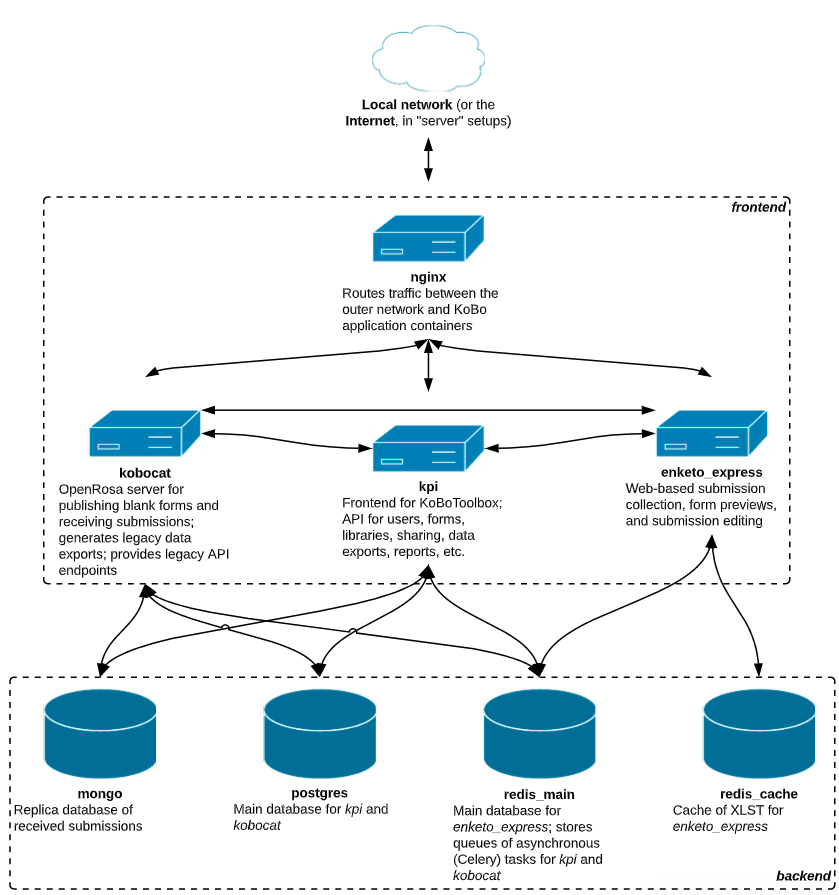 Local network (or the
Internet, in "server" setups)
frontend
nginx
Routes traffic between the
outer network and KoBo
application containers
kobocat
OpenRosa server for
publishing blank forms and
receiving submissions;
generates legacy data
exports; provides legacy API
endpoints
kpi
Frontend for KoBoToolbox;
API for users, forms,
libraries, sharing, data
exports, reports, etc.
enketo_express
Web-based submission
collection, form previews,
and submission editing
mongo
Replica database of
received submissions
postgres
Main database for kpi and
kobocat
redis_main
Main database for
enketo_express; stores
queues of asynchronous
(Celery) tasks for kpi and
kobocat
redis_cache
Cache of XLST for
enketo_express
backend